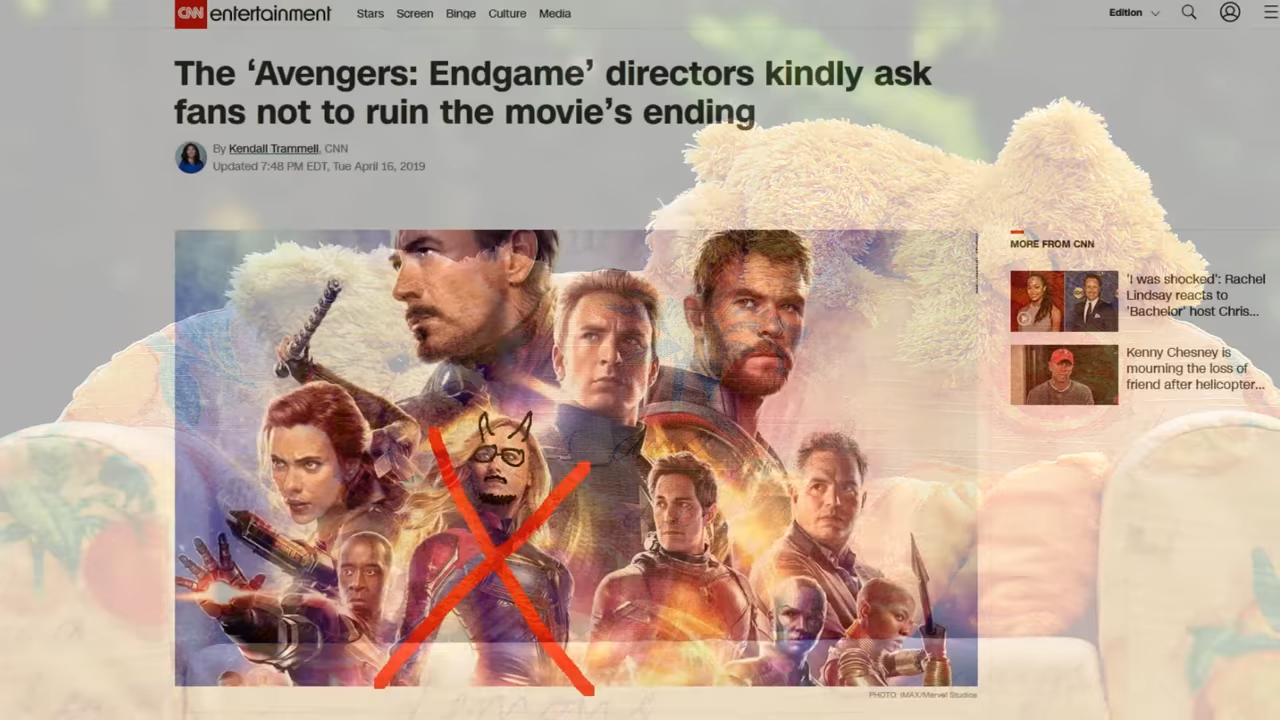 CNN entertainment Stars Screen Binge Culture Media Edition
The ‘Avengers: Endgame’ directors kindly ask
fans not to ruin the movie’s ending
By Kendall Trammell, CNN
Updated 7:48 PM EDT, Tue April 16, 2019
MORE FROM CNN
'I was shocked': Rachel
Lindsay reacts to
'Bachelor' host Chris...
Kenny Chesney is
mourning the loss of
friend after helicopter...
PHOTO: IMAX/Marvel Studios